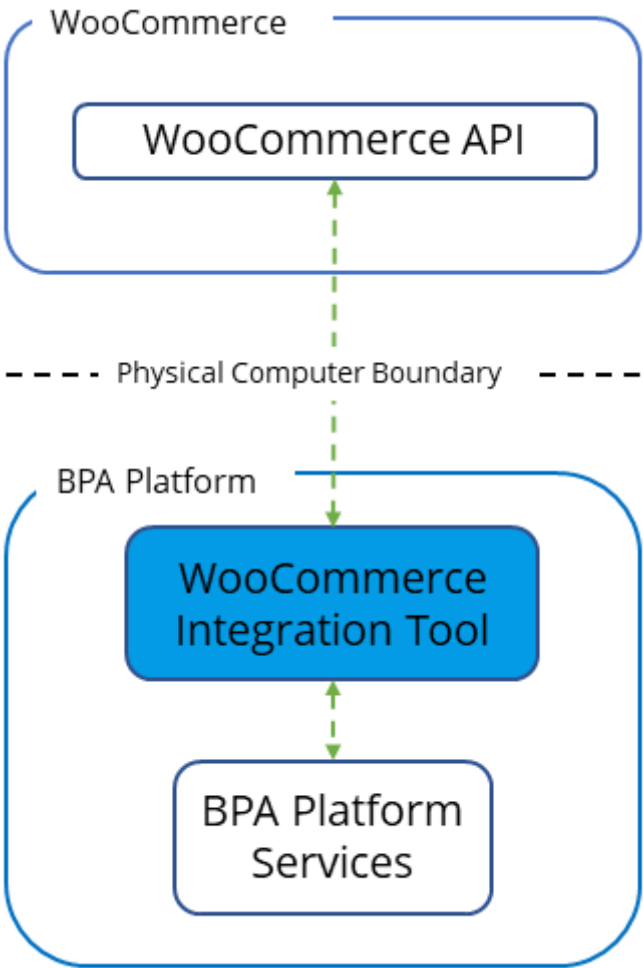 WooCommerce
WooCommerce API
Physical Computer Boundary
BPA Platform
WooCommerce
Integration Tool
BPA Platform
Services